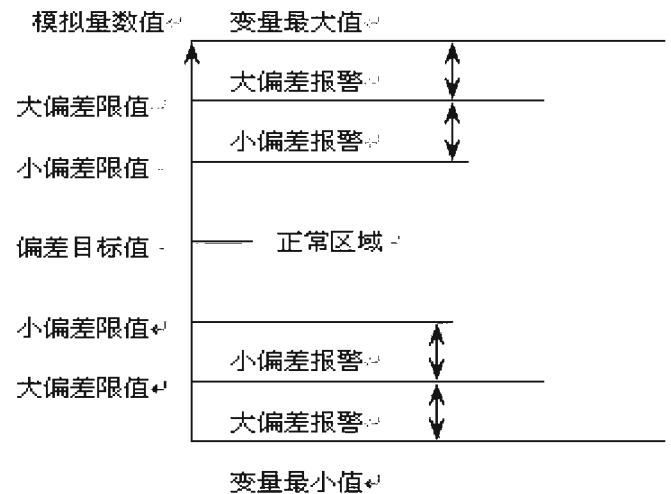 模拟量数值 变量最大值
大偏差报警
大偏差限值
小偏差报警
小偏差限值
偏差目标值 正常区域
小偏差限值
小偏差报警
大偏差限值
大偏差报警
变量最小值